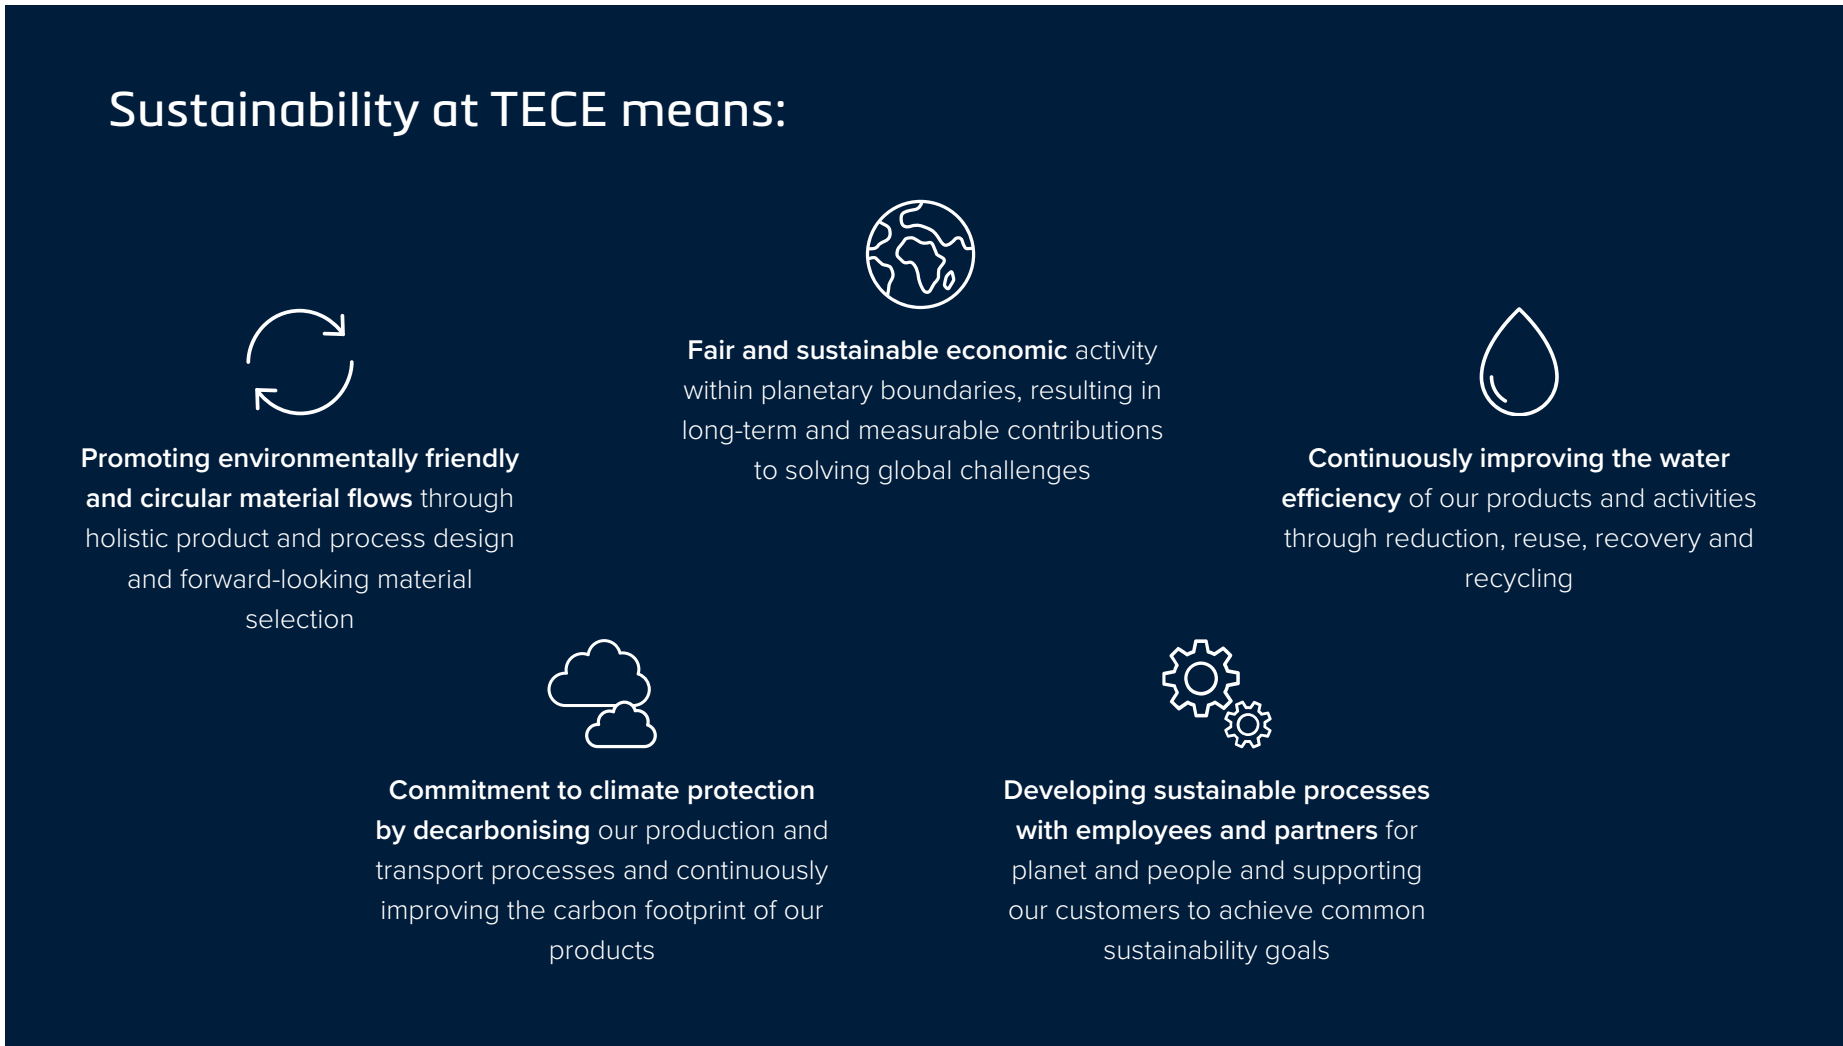 Sustainability at TECE means:
Fair and sustainable economic activity
within planetary boundaries, resulting in
long-term and measurable contributions
to solving global challenges
Promoting environmentally friendly
and circular material flows through
holistic product and process design
and forward-looking material
selection
Continuously improving the water
efficiency of our products and activities
through reduction, reuse, recovery and
recycling
Commitment to climate protection
by decarbonising our production and
transport processes and continuously
improving the carbon footprint of our
products
Developing sustainable processes
with employees and partners for
planet and people and supporting
our customers to achieve common
sustainability goals